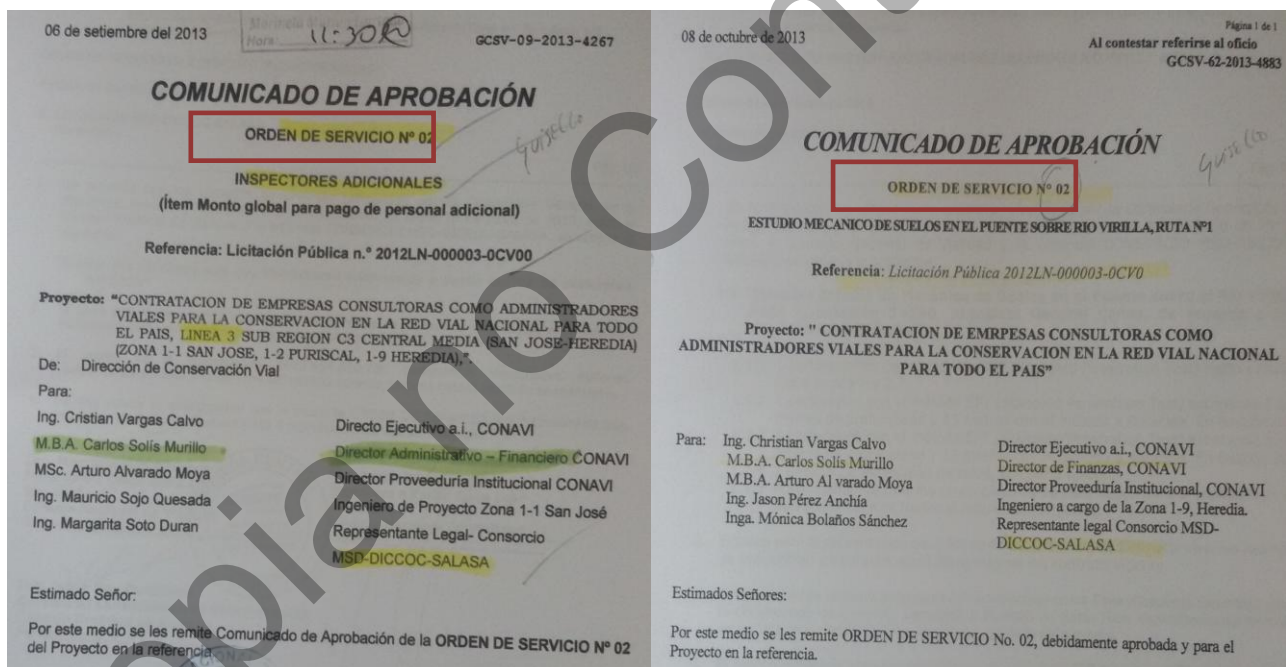 06 de setiembre del 2013
Hora: 11:30
GCSV-09-2013-4267
COMUNICADO DE APROBACIÓN
ORDEN DE SERVICIO Nº 02
INSPECTORES ADICIONALES
(Ítem Monto global para pago de personal adicional)
Referencia: Licitación Pública n.º 2012LN-000003-0CV00
Proyecto: "CONTRATACION DE EMPRESAS CONSULTORAS COMO ADMINISTRADORES
VIALES PARA LA CONSERVACION EN LA RED VIAL NACIONAL PARA TODO
EL PAIS, LINEA 3 SUB REGION C3 CENTRAL MEDIA (SAN JOSE-HEREDIA)
(ZONA 1-1 SAN JOSE, 1-2 PURISCAL, 1-9 HEREDIA),".
De: Dirección de Conservación Vial
Para:
Ing. Cristian Vargas Calvo Directo Ejecutivo a.i., CONAVI
M.B.A. Carlos Solís Murillo Director Administrativo – Financiero CONAVI
MSc. Arturo Alvarado Moya Director Proveeduría Institucional CONAVI
Ing. Mauricio Sojo Quesada Ingeniero de Proyecto Zona 1-1 San José
Ing. Margarita Soto Duran Representante Legal- Consorcio
MSD-DICCOC-SALASA
Estimado Señor:
Por este medio se les remite Comunicado de Aprobación de la ORDEN DE SERVICIO Nº 02
del Proyecto en la referencia
08 de octubre de 2013
Página 1 de 1
Al contestar referirse al oficio
GCSV-62-2013-4883
COMUNICADO DE APROBACIÓN
ORDEN DE SERVICIO Nº 02
ESTUDIO MECANICO DE SUELOS EN EL PUENTE SOBRE RIO VIRILLA, RUTA Nº1
Referencia: Licitación Pública 2012LN-000003-0CV0
Proyecto: " CONTRATACION DE EMRPESAS CONSULTORAS COMO
ADMINISTRADORES VIALES PARA LA CONSERVACION EN LA RED VIAL NACIONAL
PARA TODO EL PAIS"
Para: Ing. Christian Vargas Calvo Director Ejecutivo a.i., CONAVI
M.B.A. Carlos Solís Murillo Director de Finanzas, CONAVI
M.B.A. Arturo Al varado Moya Director Proveeduría Institucional, CONAVI
Ing. Jason Pérez Anchía Ingeniero a cargo de la Zona 1-9, Heredia.
Inga. Mónica Bolaños Sánchez Representante legal Consorcio MSD-
DICCOC-SALASA
Estimados Señores:
Por este medio se les remite ORDEN DE SERVICIO No. 02, debidamente aprobada y para el
Proyecto en la referencia.